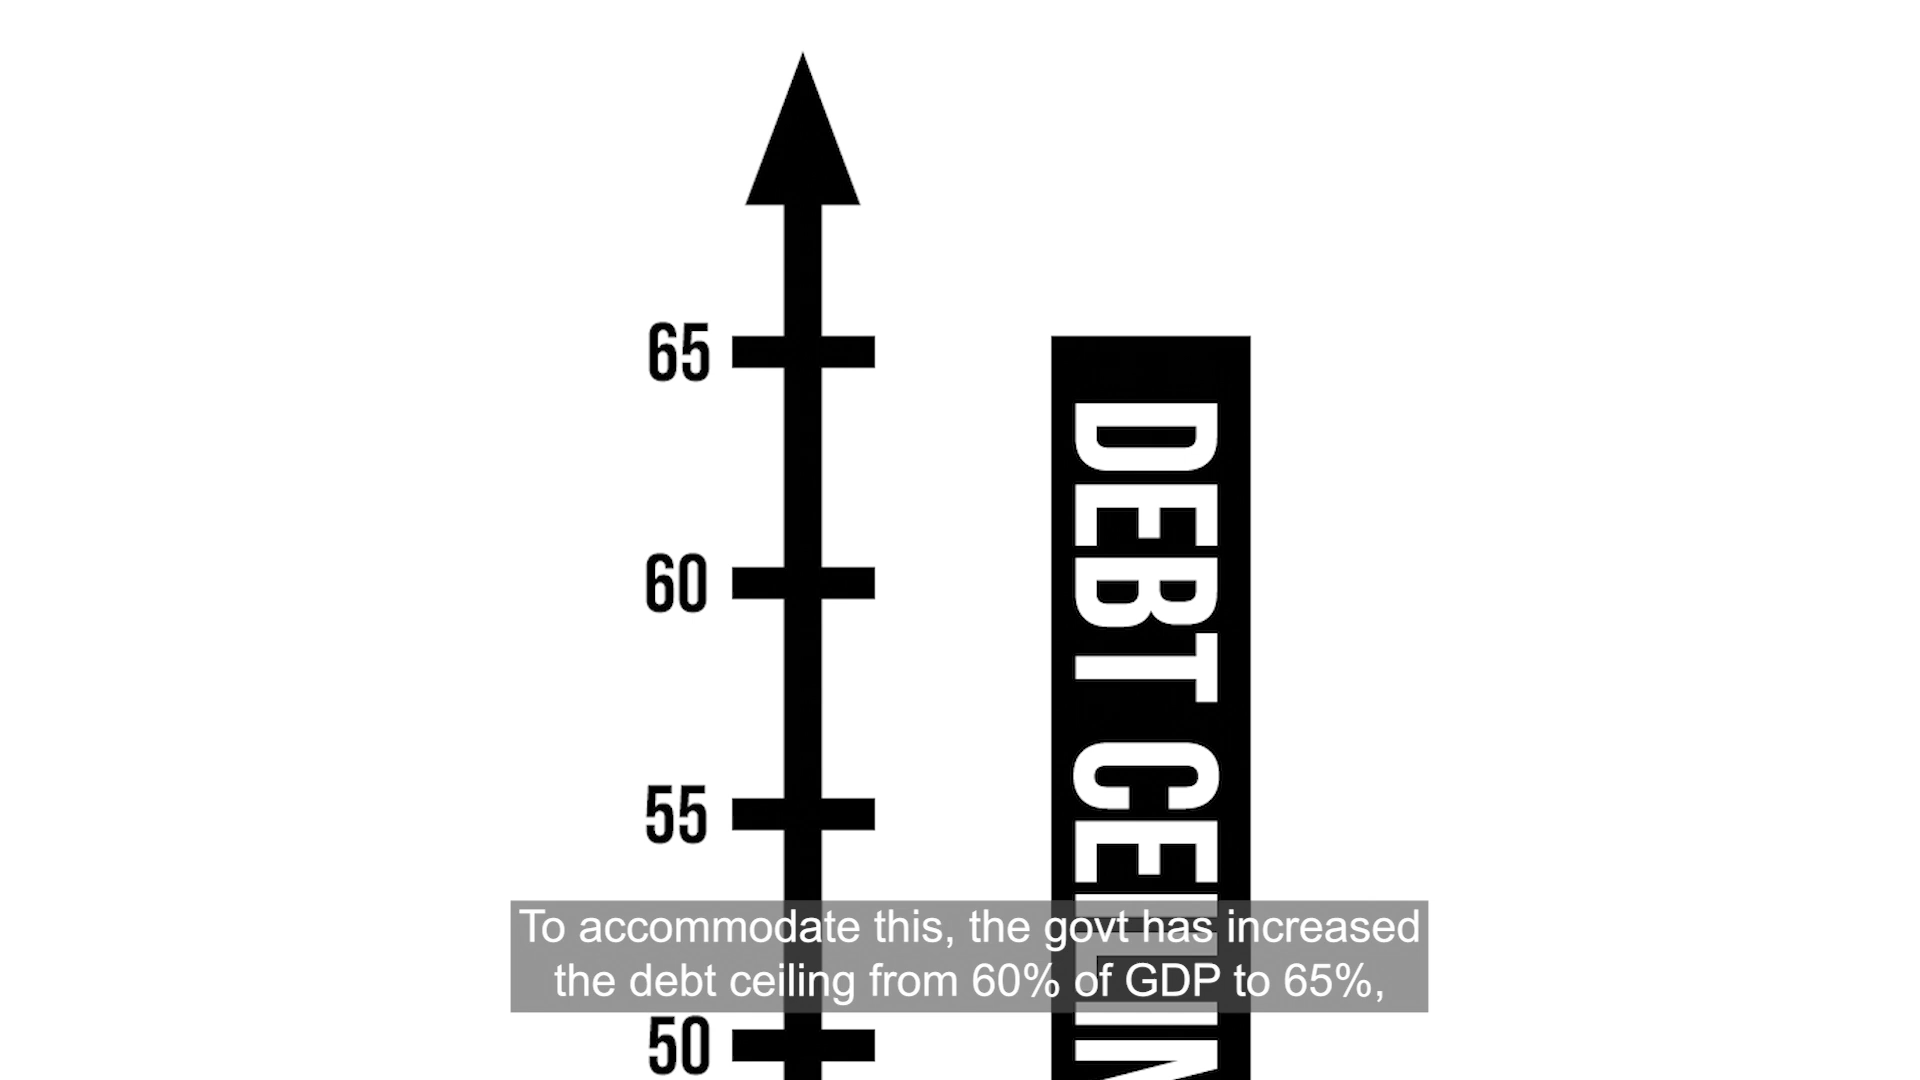 65
60
55
50
DEBT CEILIN
To accommodate this, the govt has increased
the debt ceiling from 60% of GDP to 65%,